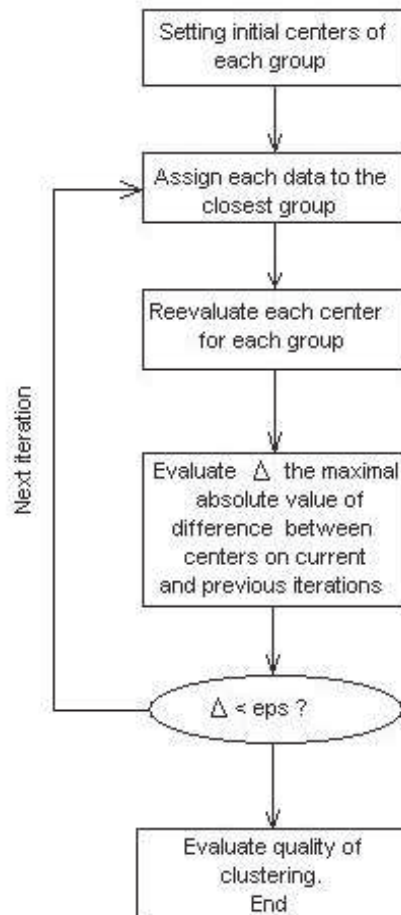 Setting initial centers of
each group
Assign each data to the
closest group
Reevaluate each center
for each group
Next iteration
Evaluate Δ the maximal
absolute value of
difference between
centers on current
and previous iterations
Δ < eps ?
Evaluate quality of
clustering.
End